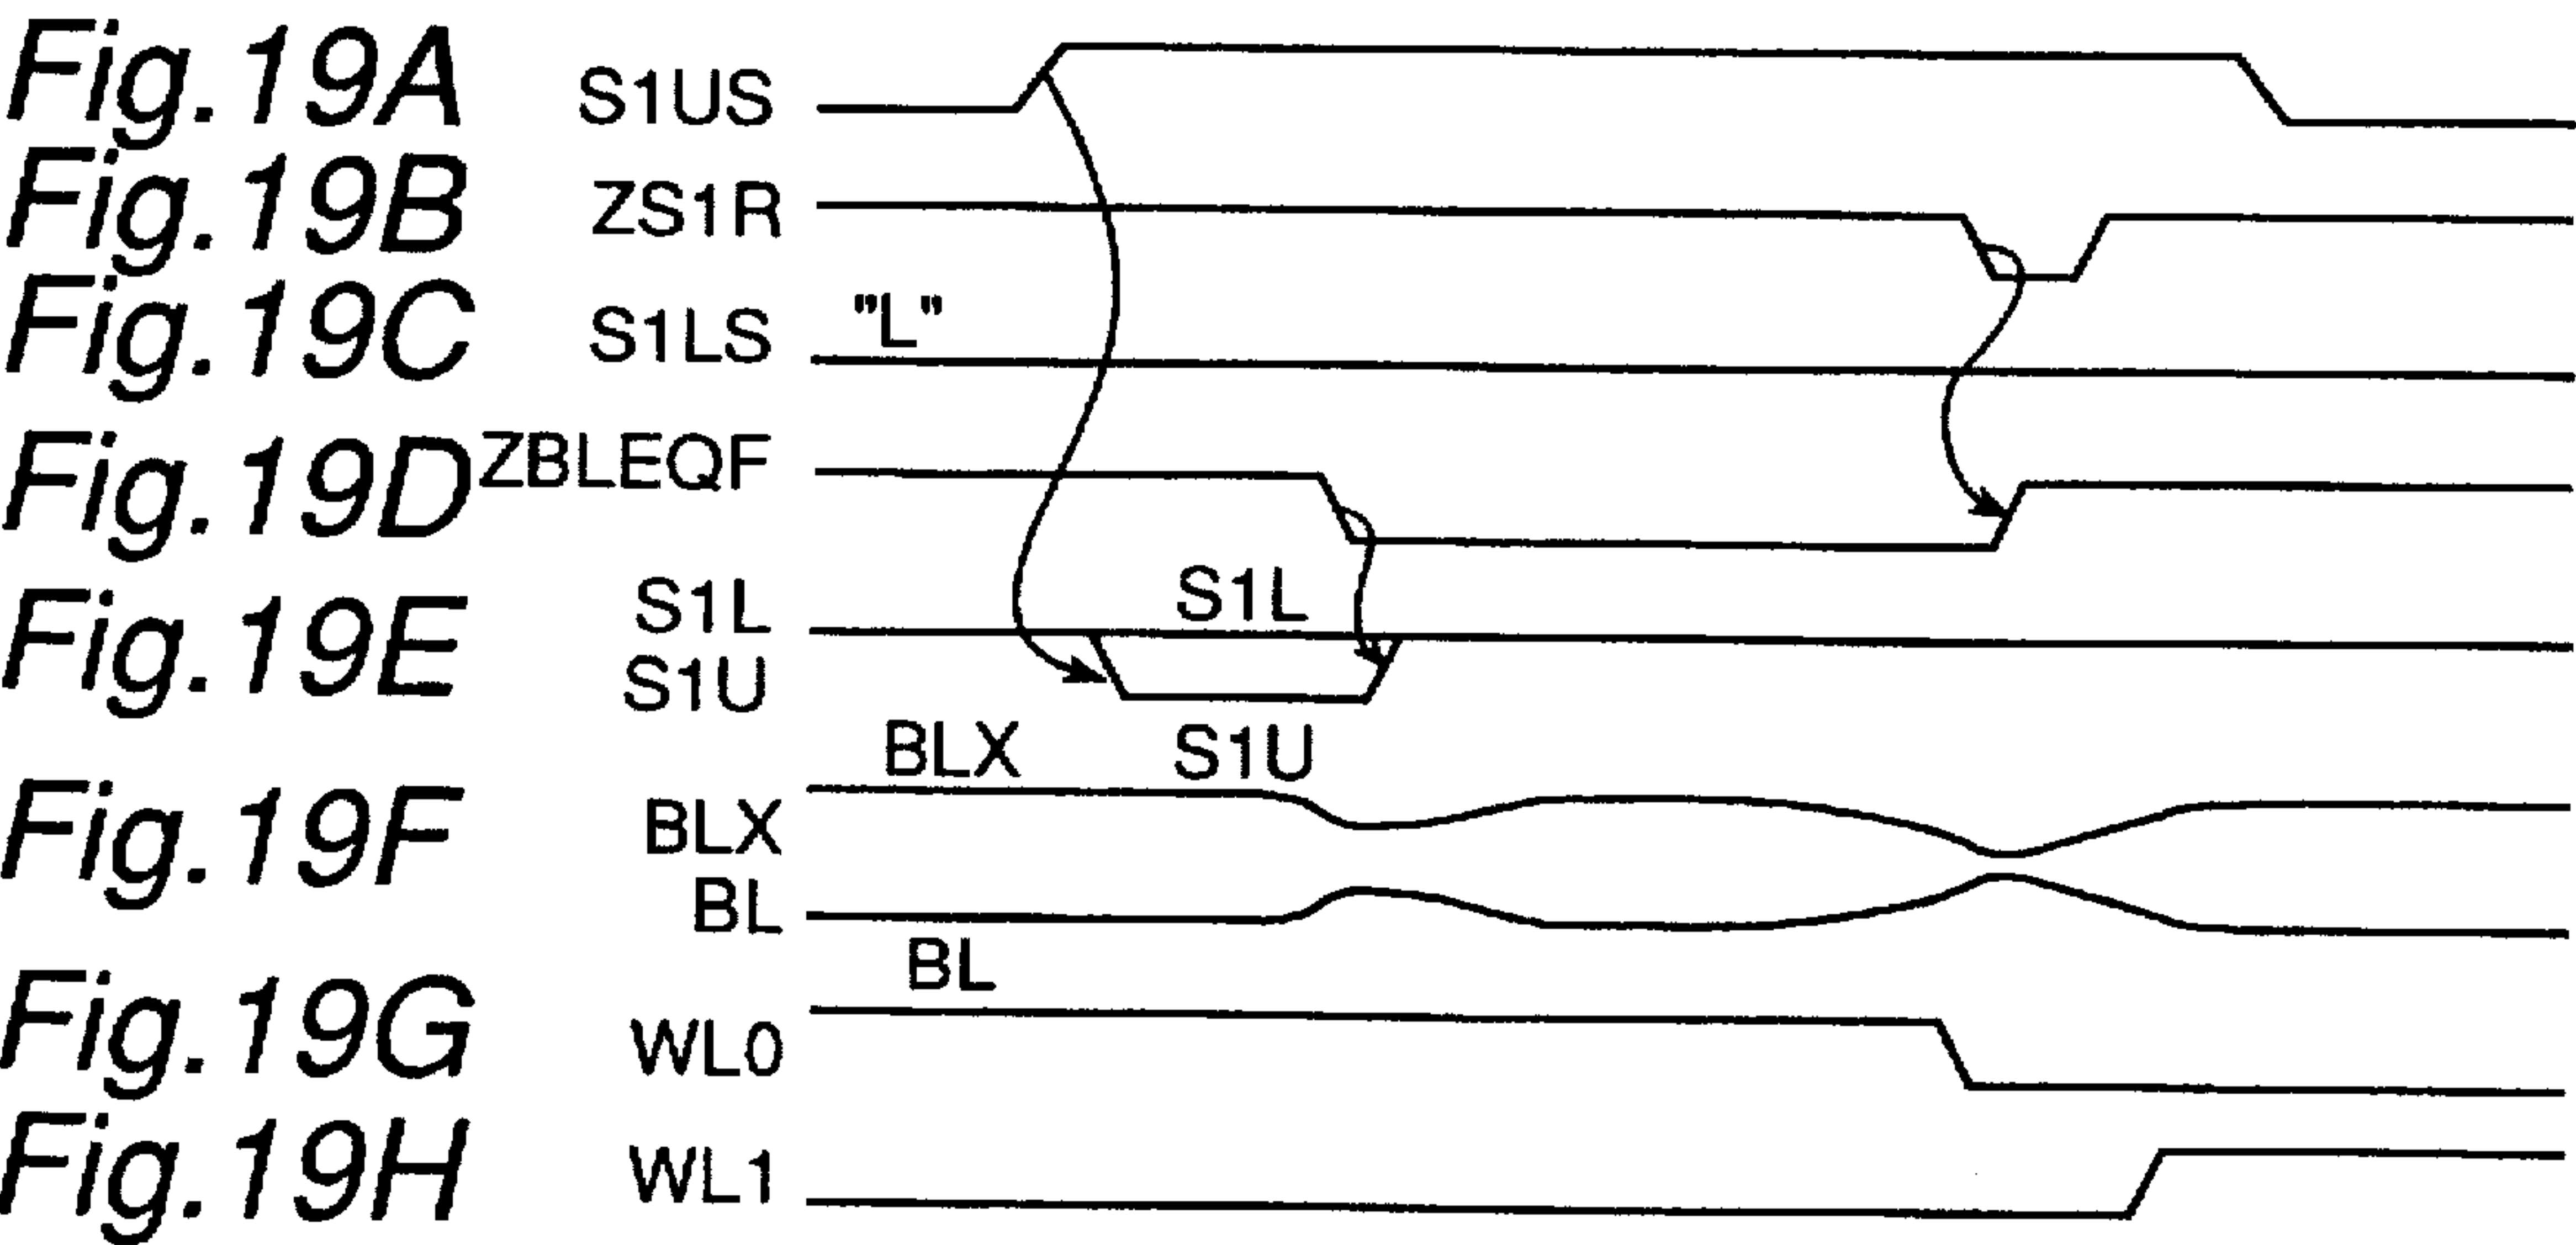 Fig.19A S1US
Fig.19B ZS1R
Fig.19C S1LS "L"
Fig.19D ZBLEQF
Fig.19E S1L S1L
S1U
BLX S1U
Fig.19F BLX
BL
BL
Fig.19G WL0
Fig.19H WL1